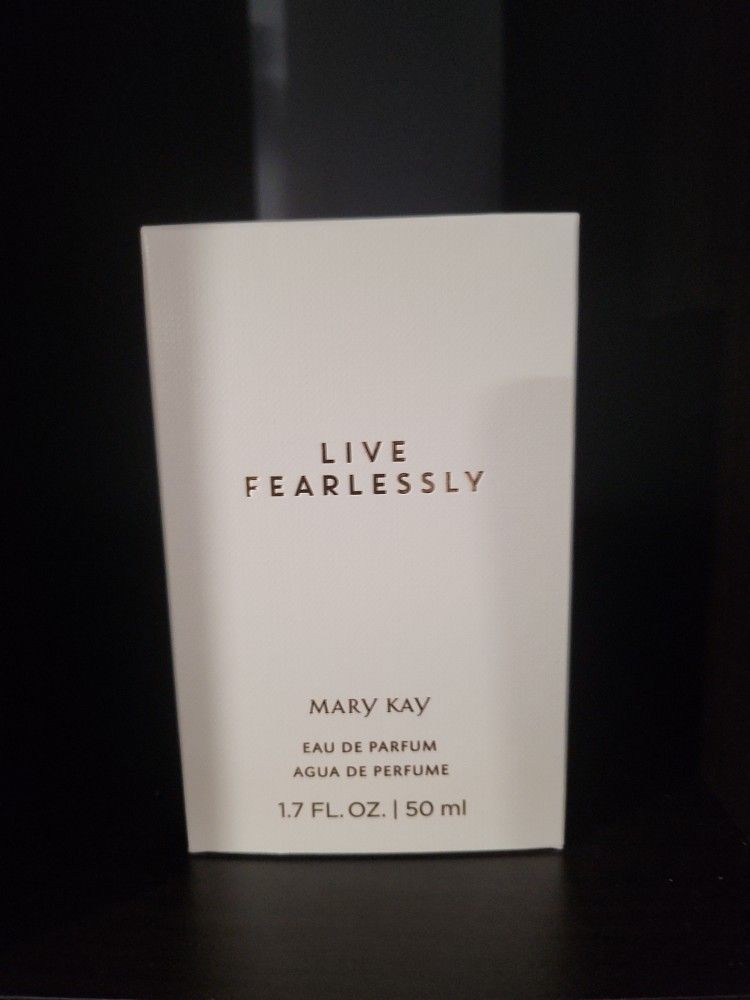 LIVE
FEARLESSLY
MARY KAY
EAU DE PARFUM
AGUA DE PERFUME
1.7 FL. OZ. | 50 ml